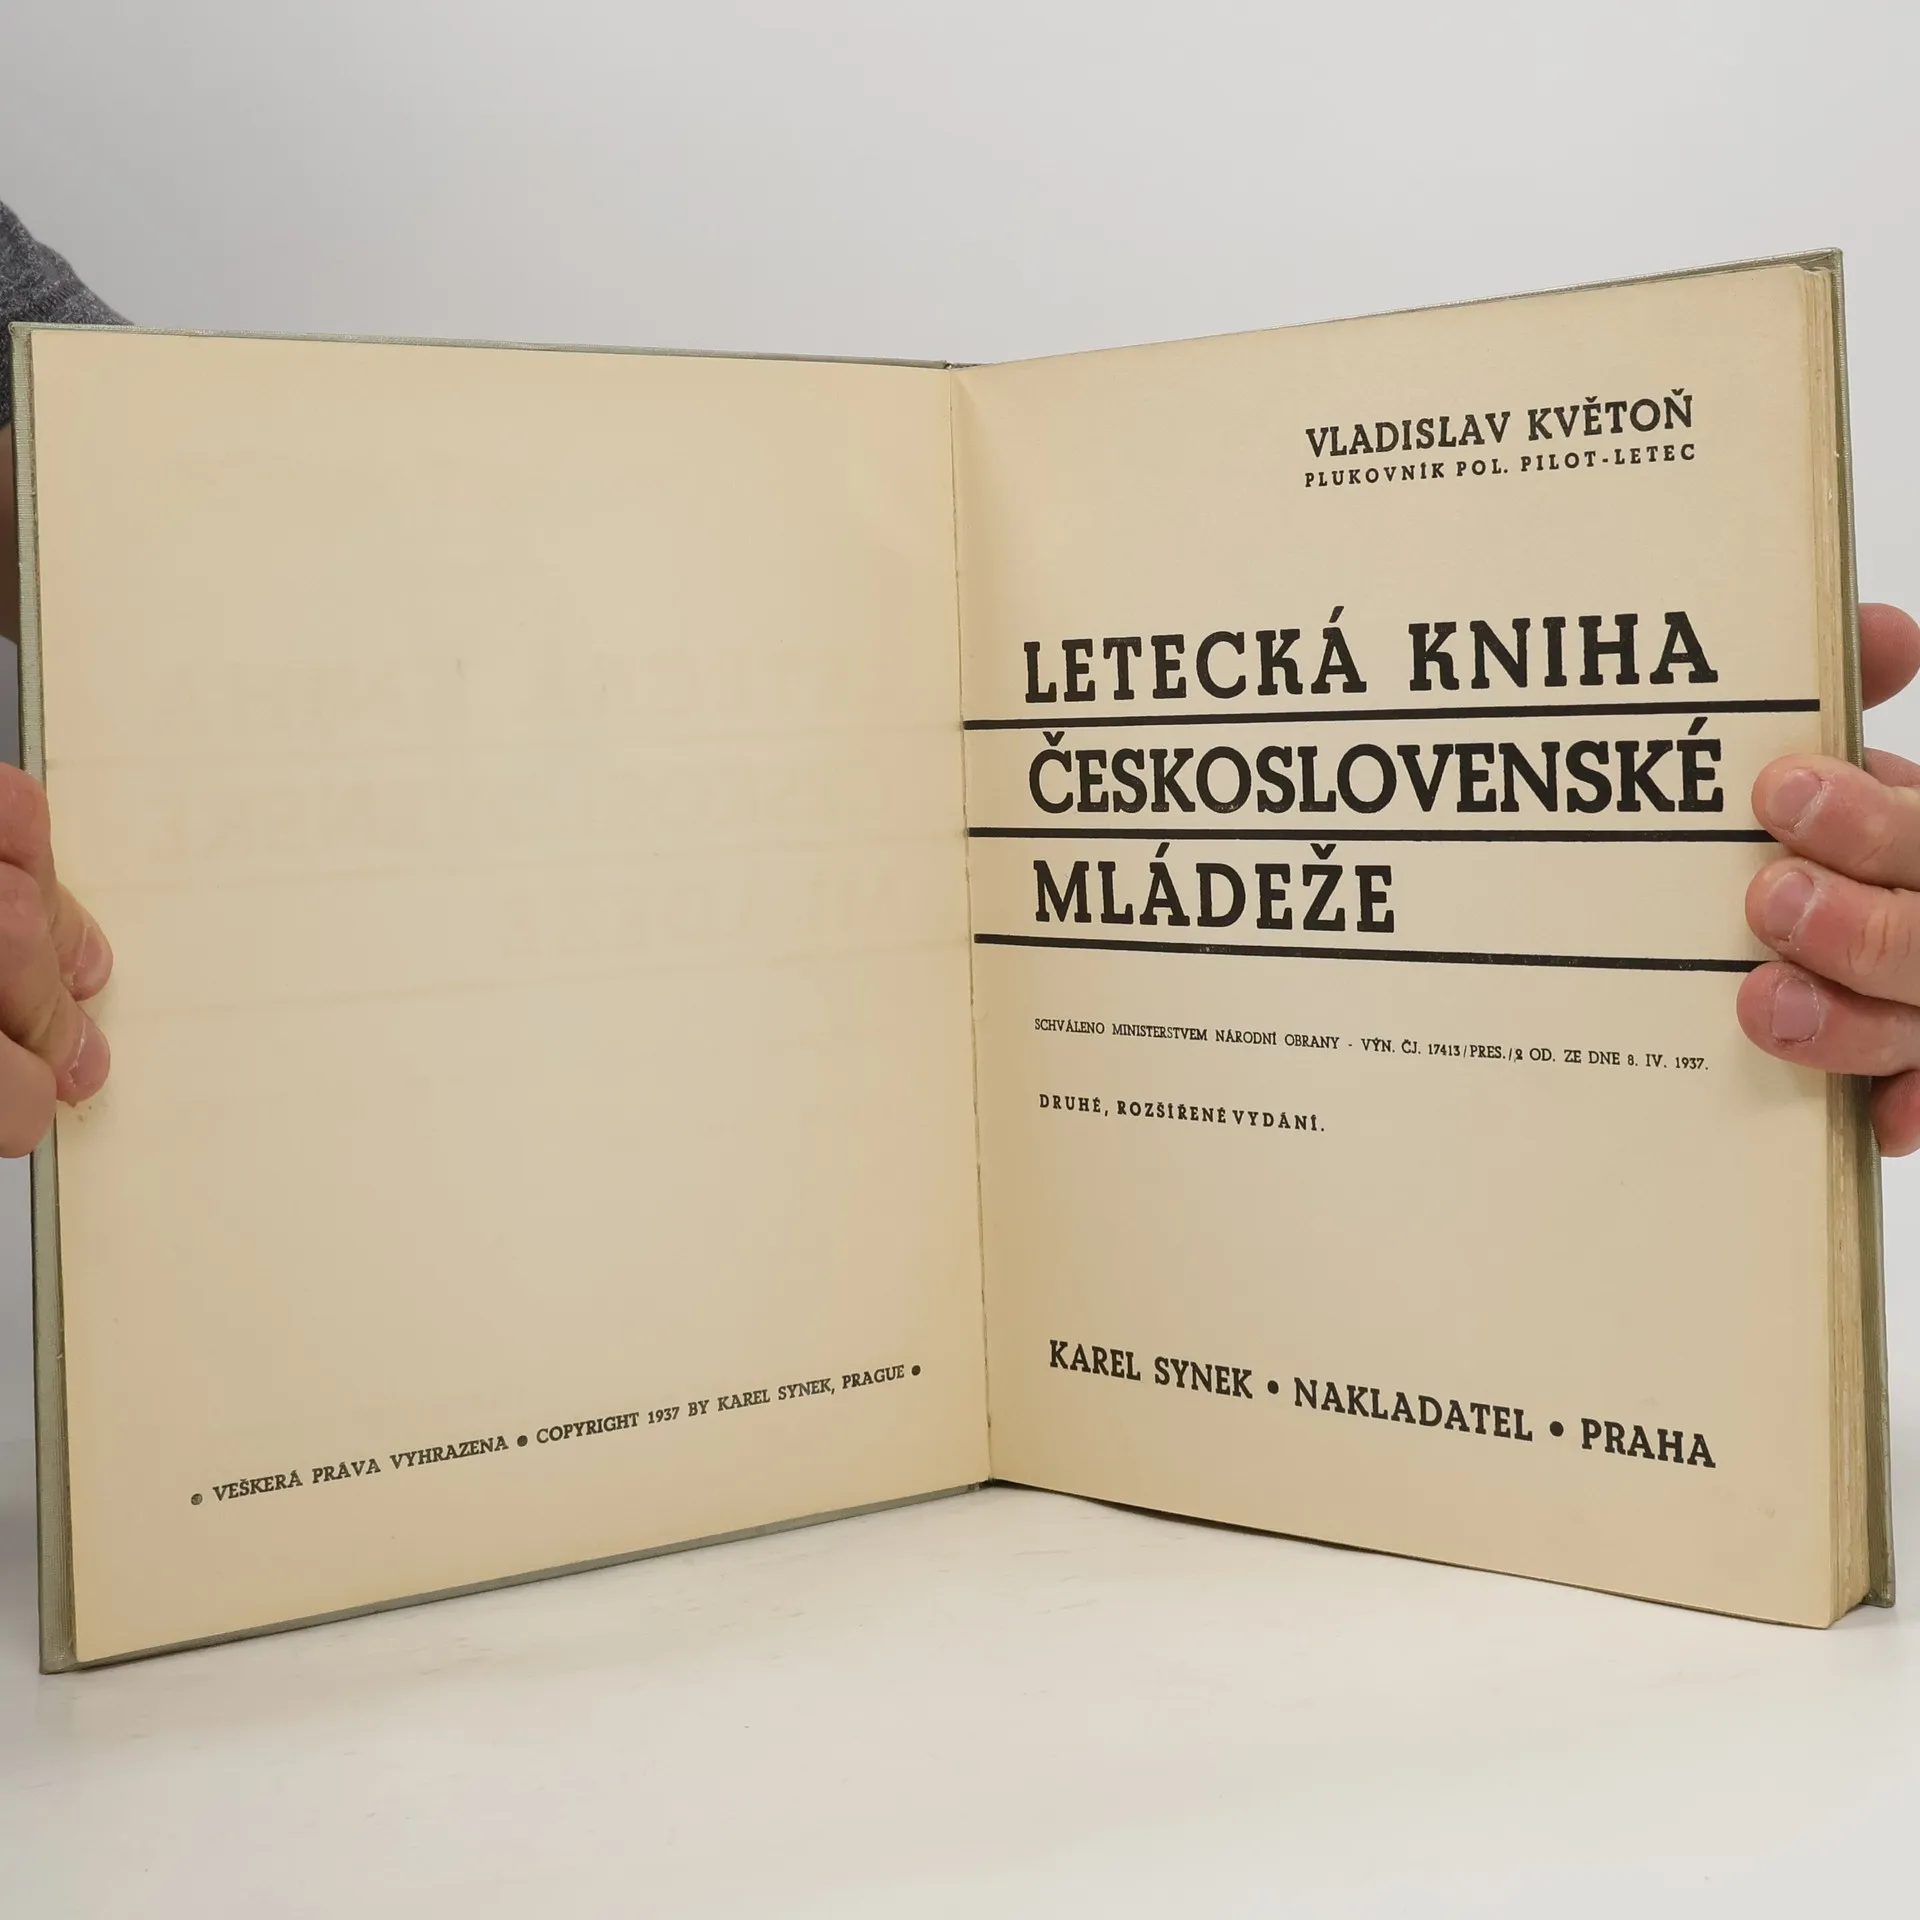 ● VEŠKERÁ PRÁVA VYHRAZENA ● COPYRIGHT 1937 BY KAREL SYNEK, PRAGUE ●
VLADISLAV KVĚTOŇ
PLUKOVNÍK POL. PILOT-LETEC
LETECKÁ KNIHA
ČESKOSLOVENSKÉ
MLÁDEŽE
SCHVÁLENO MINISTERSTVEM NÁRODNÍ OBRANY - VÝN. ČJ. 17413/PRES./2 OD. ZE DNE 8. IV. 1937.
DRUHÉ, ROZŠÍŘENÉ VYDÁNÍ.
KAREL SYNEK ● NAKLADATEL ● PRAHA